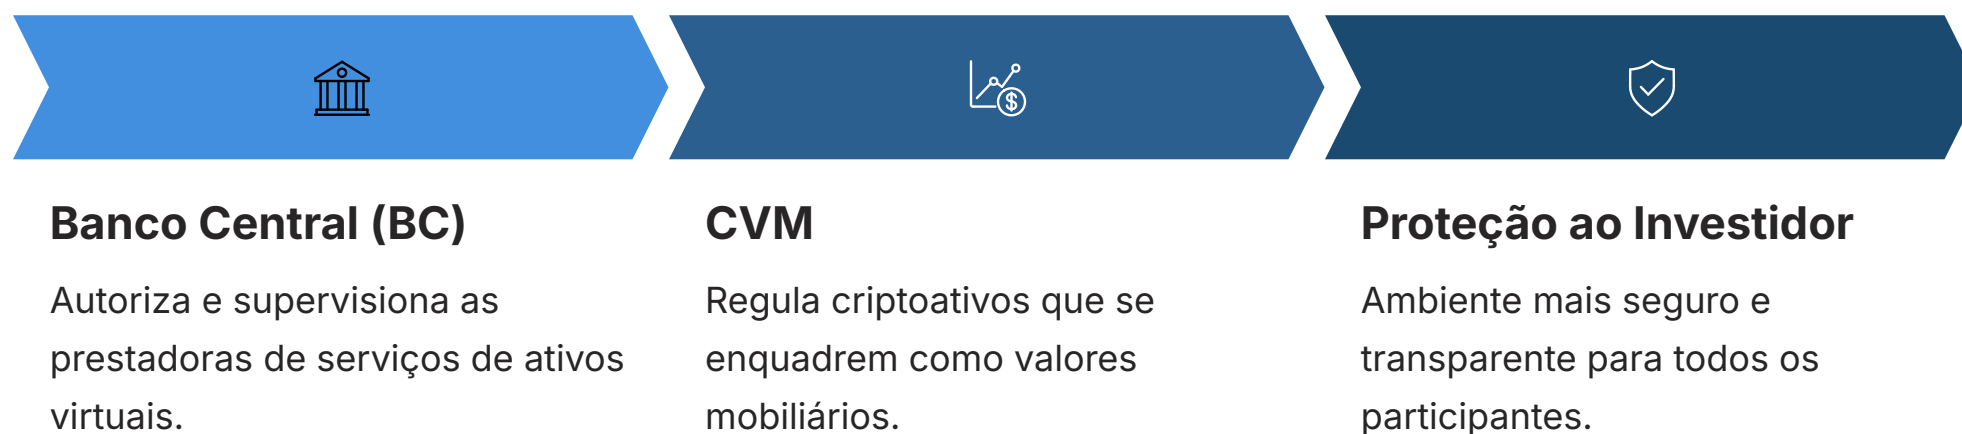 Banco Central (BC)
Autoriza e supervisiona as
prestadoras de serviços de ativos
virtuais.
CVM
Regula criptoativos que se
enquadrem como valores
mobiliários.
Proteção ao Investidor
Ambiente mais seguro e
transparente para todos os
participantes.